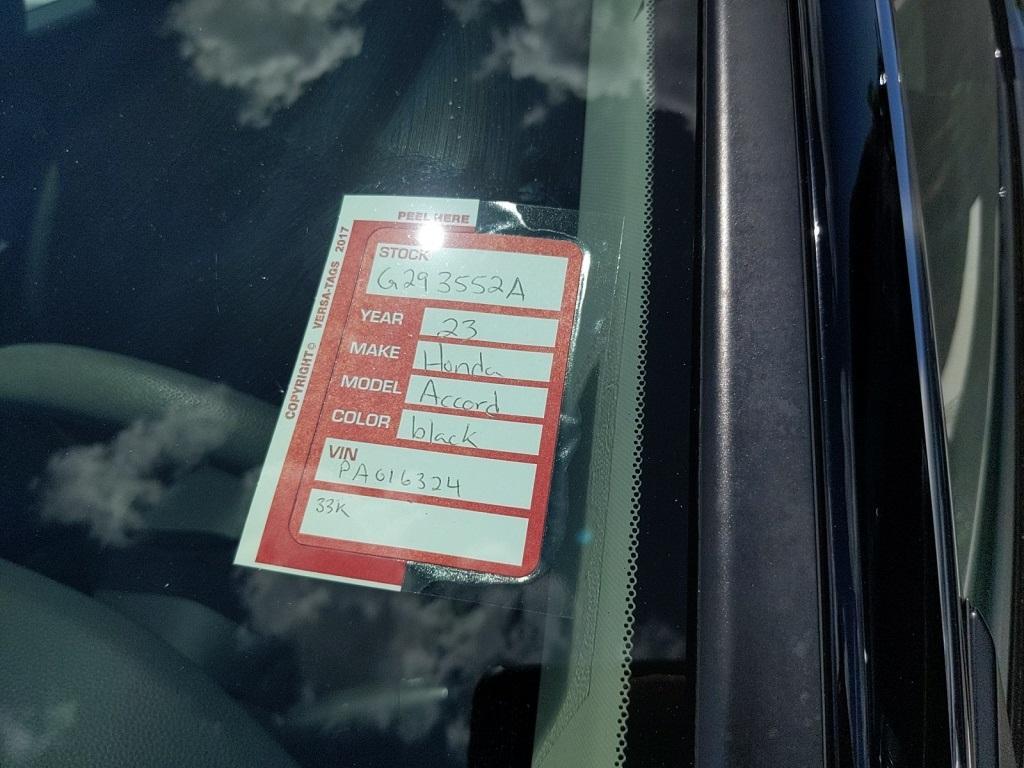 PEEL HERE
COPYRIGHT © VERSA-TAGS 2017
STOCK
G293552A
YEAR 23
MAKE Honda
MODEL Accord
COLOR black
VIN
PA016324
33K